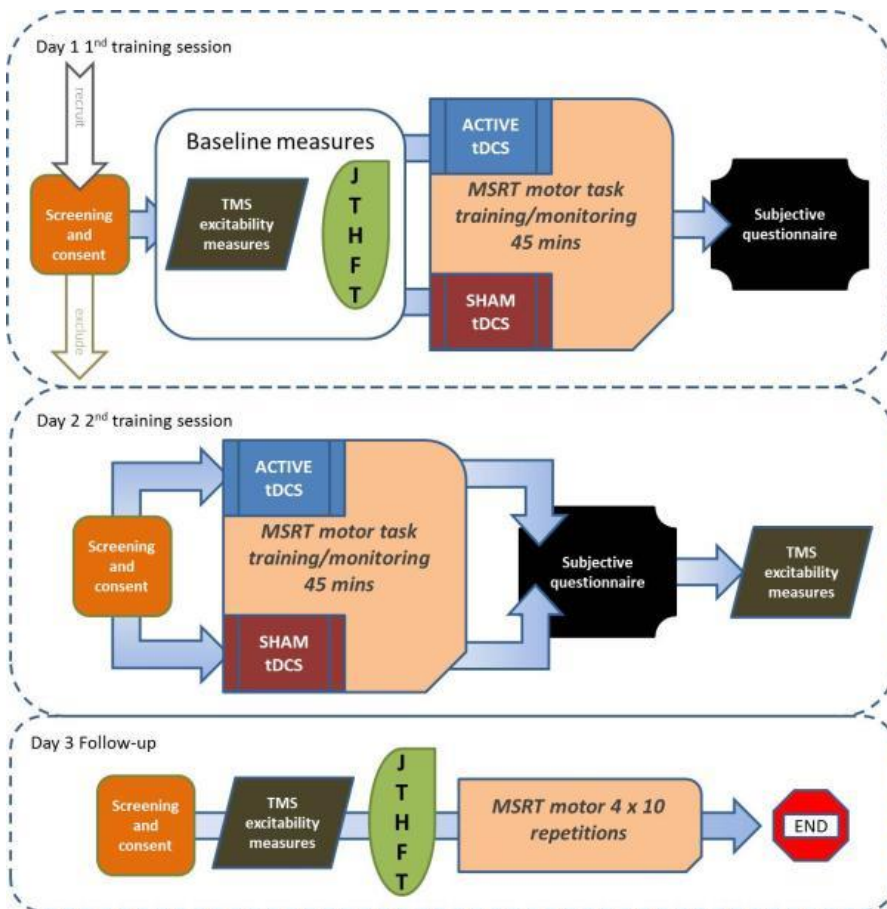 Day 1 1nd training session
recruit
Screening
and
consent
exclude
Baseline measures
TMS
excitability
measures
J
T
H
F
T
ACTIVE
tDCS
MSRT motor task
training/monitoring
45 mins
SHAM
tDCS
Subjective
questionnaire
Day 2 2nd training session
Screening
and
consent
ACTIVE
tDCS
MSRT motor task
training/monitoring
45 mins
SHAM
tDCS
Subjective
questionnaire
TMS
excitability
measures
Day 3 Follow-up
Screening
and
consent
TMS
excitability
measures
J
T
H
F
T
MSRT motor 4 x 10
repetitions
END